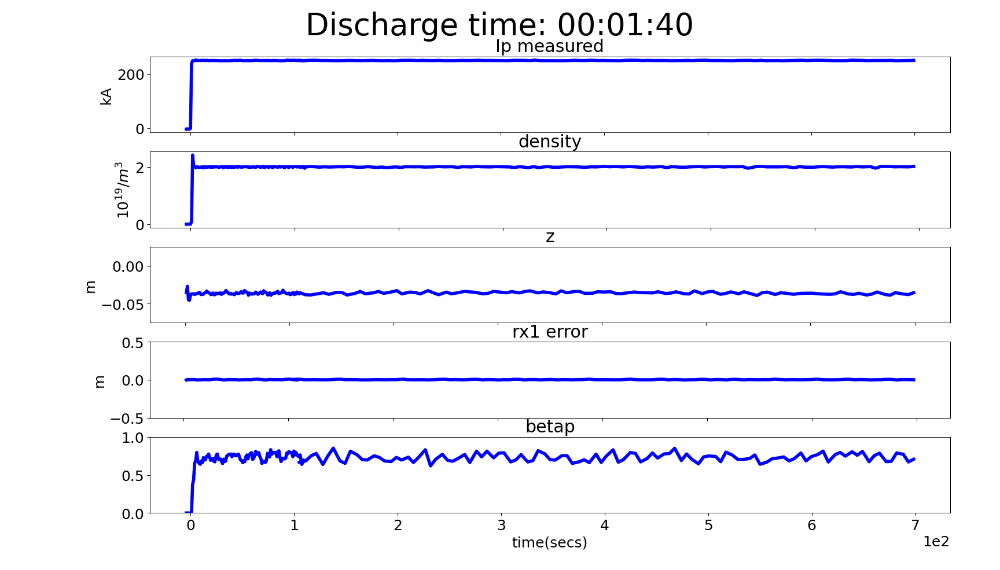 Discharge time: 00:01:40
Ip measured
200
0
kA
density
2
0
10^19/m^3
z
0.00
−0.05
m
rx1 error
0.5
0.0
−0.5
m
betap
1.0
0.5
0.0
0 1 2 3 4 5 6 7
time(secs)
1e2